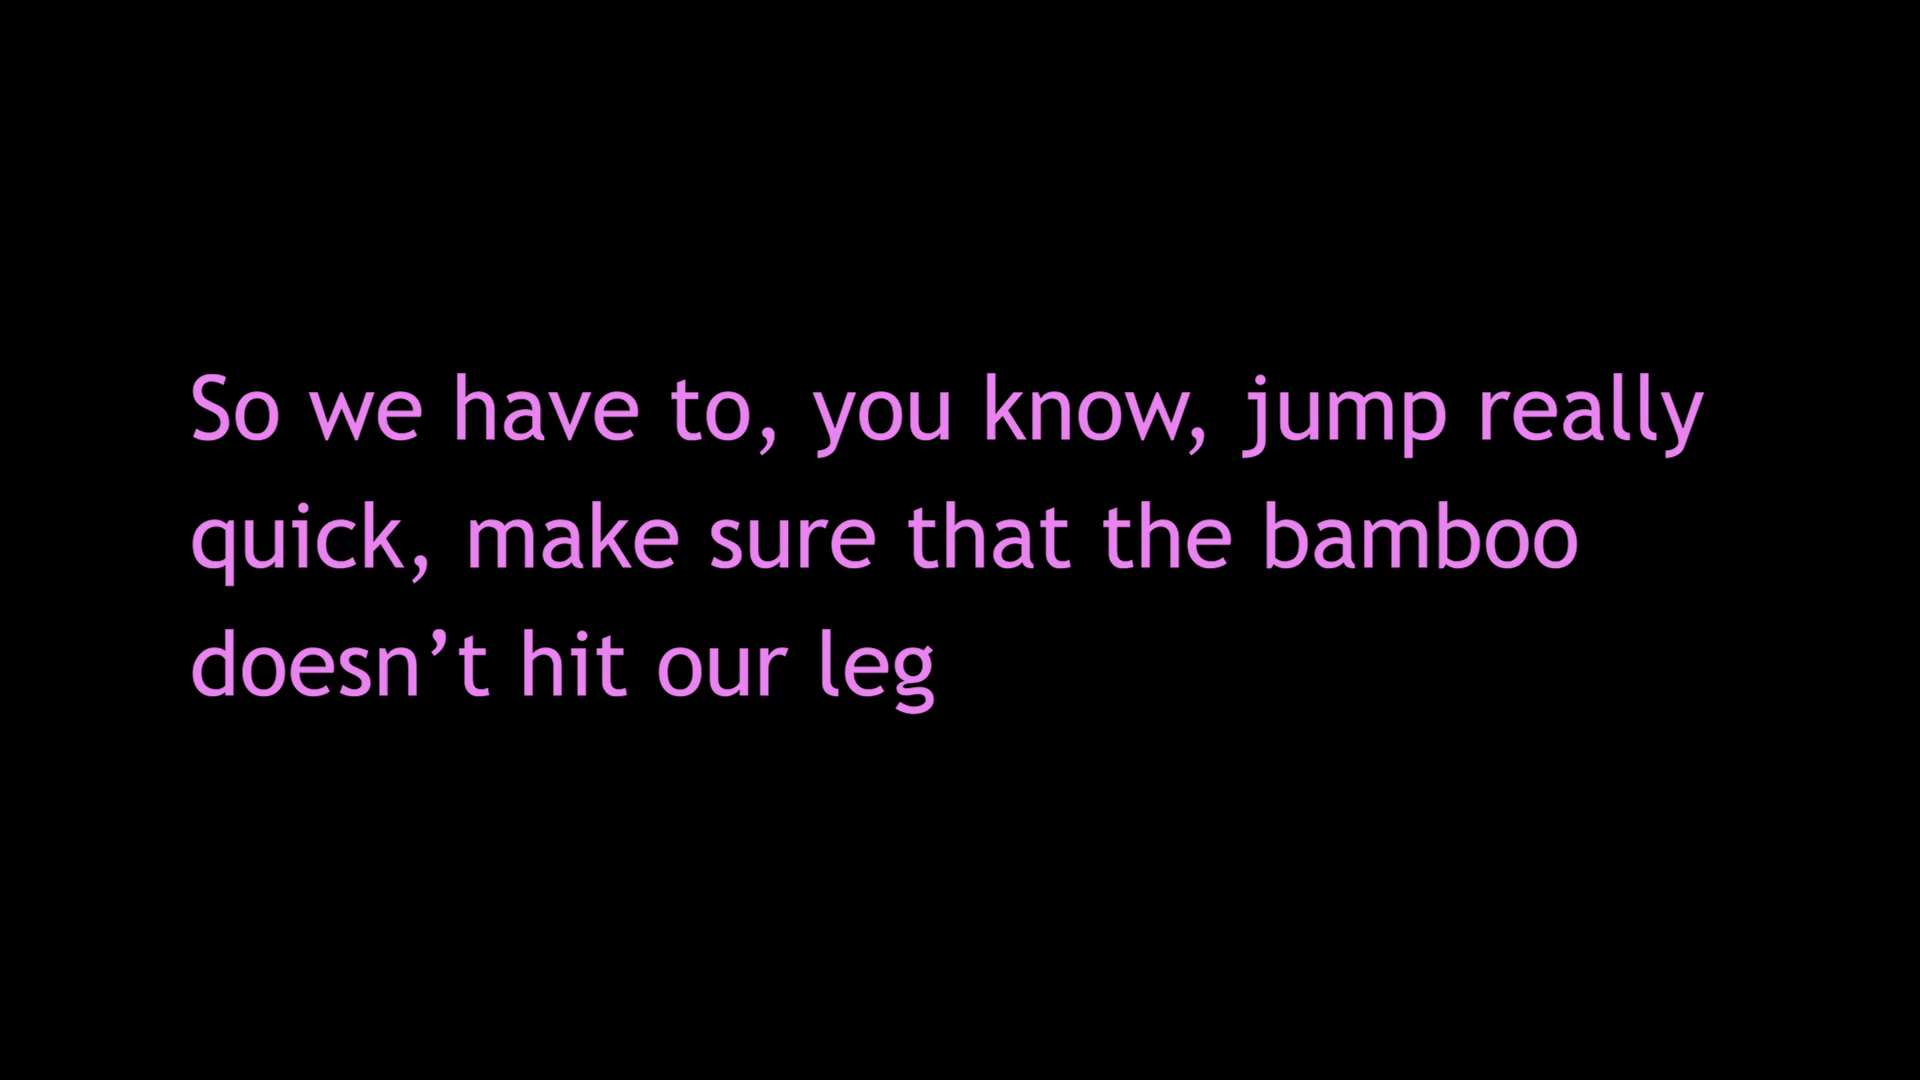 So we have to, you know, jump really
quick, make sure that the bamboo
doesn’t hit our leg